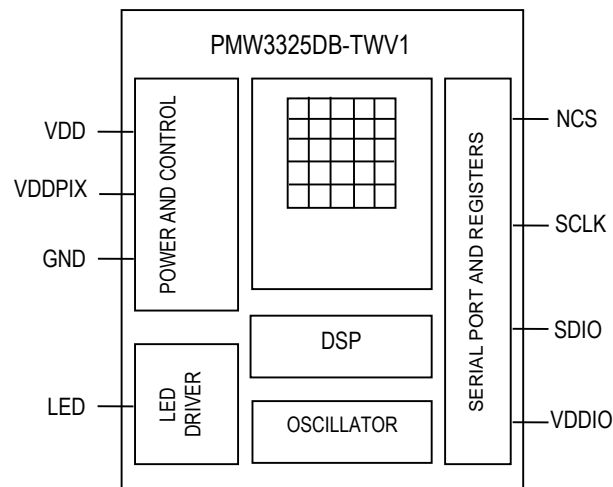 PMW3325DB-TWV1
VDD
VDDPIX
GND
LED
POWER AND CONTROL
LED
DRIVER
DSP
OSCILLATOR
SERIAL PORT AND REGISTERS
NCS
SCLK
SDIO
VDDIO